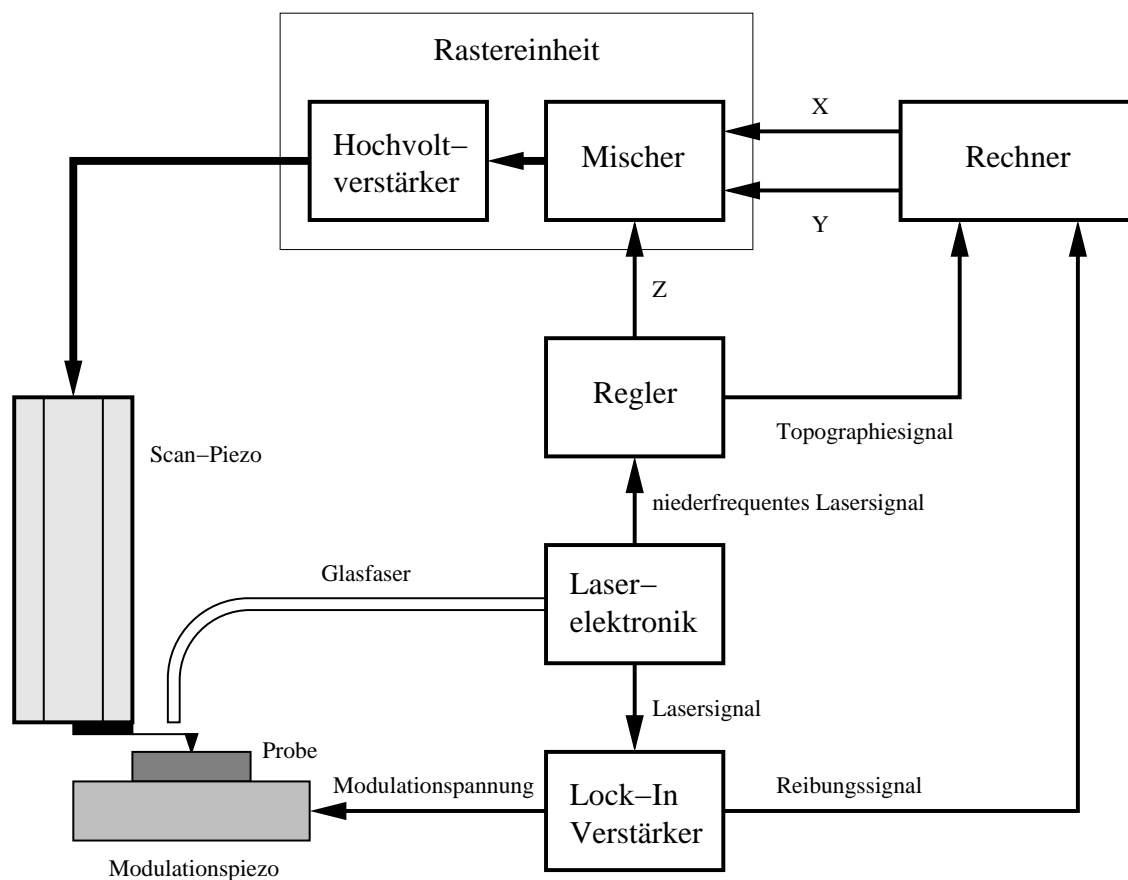 Rastereinheit
X
Hochvolt−
verstärker
Mischer
Rechner
Y
Z
Regler
Topographiesignal
Scan−Piezo
niederfrequentes Lasersignal
Glasfaser
Laser−
elektronik
Lasersignal
Probe
Modulationspannung
Lock−In
Verstärker
Reibungssignal
Modulationspiezo